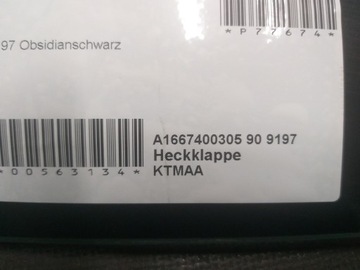 *P77674*
97 Obsidianschwarz
A1667400305 90 9197
Heckklappe
KTMAA
*00563134*